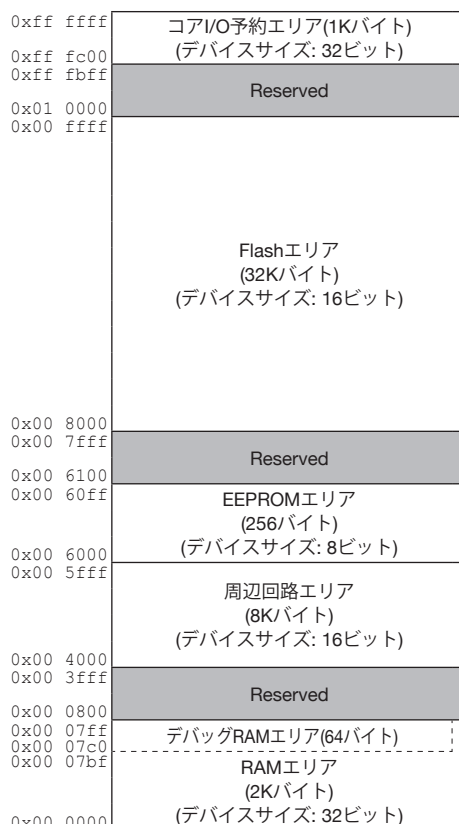 0xff ffff
コアI/O予約エリア(1Kバイト)
(デバイスサイズ: 32ビット)
0xff fc00
0xff fbff
Reserved
0x01 0000
0x00 ffff
Flashエリア
(32Kバイト)
(デバイスサイズ: 16ビット)
0x00 8000
0x00 7fff
Reserved
0x00 6100
0x00 60ff
EEPROMエリア
(256バイト)
(デバイスサイズ: 8ビット)
0x00 6000
0x00 5fff
周辺回路エリア
(8Kバイト)
(デバイスサイズ: 16ビット)
0x00 4000
0x00 3fff
Reserved
0x00 0800
0x00 07ff
デバッグRAMエリア(64バイト)
0x00 07c0
0x00 07bf
RAMエリア
(2Kバイト)
(デバイスサイズ: 32ビット)
0x00 0000